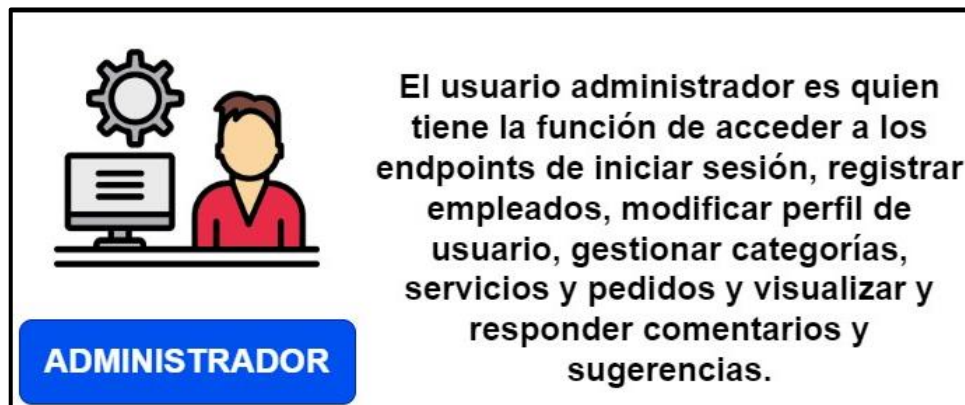 El usuario administrador es quien
tiene la función de acceder a los
endpoints de iniciar sesión, registrar
empleados, modificar perfil de
usuario, gestionar categorías,
servicios y pedidos y visualizar y
responder comentarios y
sugerencias.
ADMINISTRADOR